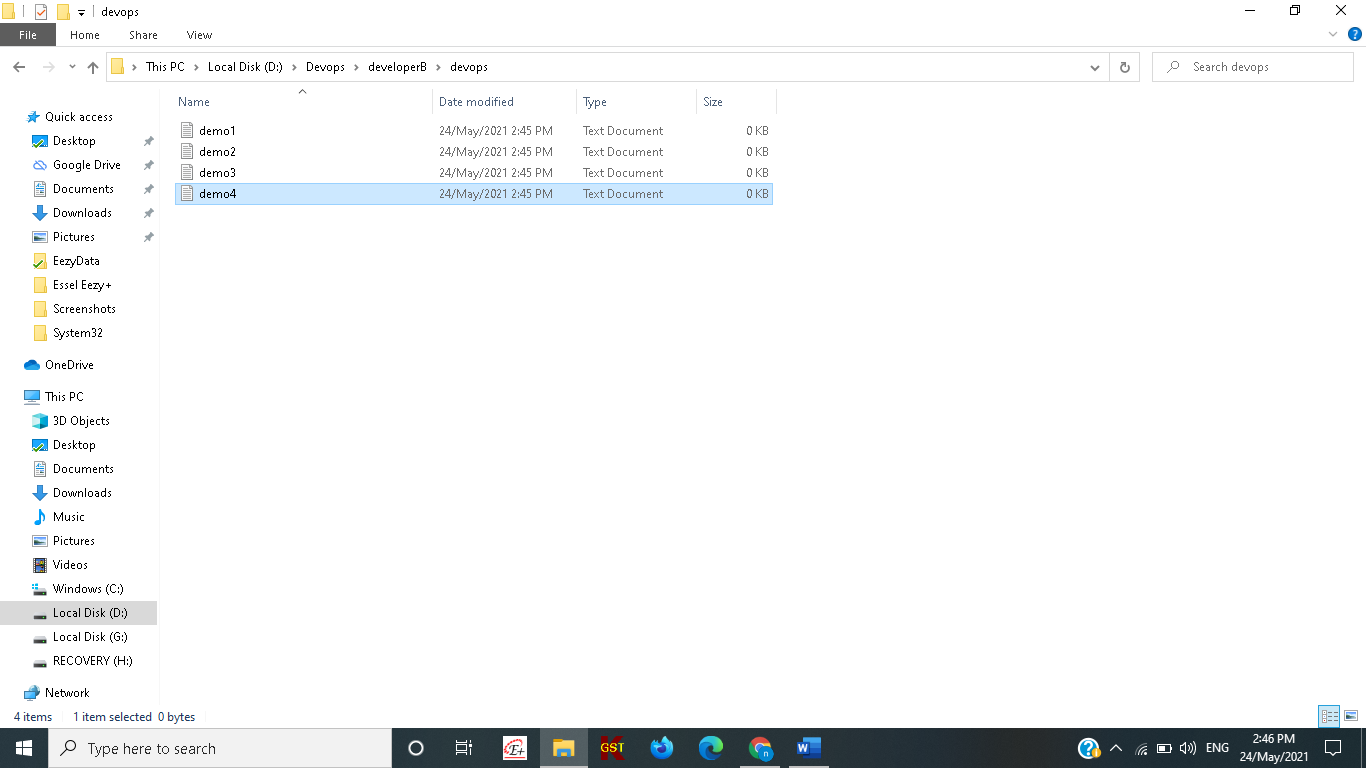 devops
File Home Share View
This PC Local Disk (D:) Devops developerB devops
Search devops
Name Date modified Type Size
demo1 24/May/2021 2:45 PM Text Document 0 KB
demo2 24/May/2021 2:45 PM Text Document 0 KB
demo3 24/May/2021 2:45 PM Text Document 0 KB
demo4 24/May/2021 2:45 PM Text Document 0 KB
Quick access
Desktop
Google Drive
Documents
Downloads
Pictures
EezyData
Essel Eezy+
Screenshots
System32
OneDrive
This PC
3D Objects
Desktop
Documents
Downloads
Music
Pictures
Videos
Windows (C:)
Local Disk (D:)
Local Disk (G:)
RECOVERY (H:)
Network
4 items 1 item selected 0 bytes
Type here to search
E+
GST
n
W
ENG
2:46 PM
24/May/2021